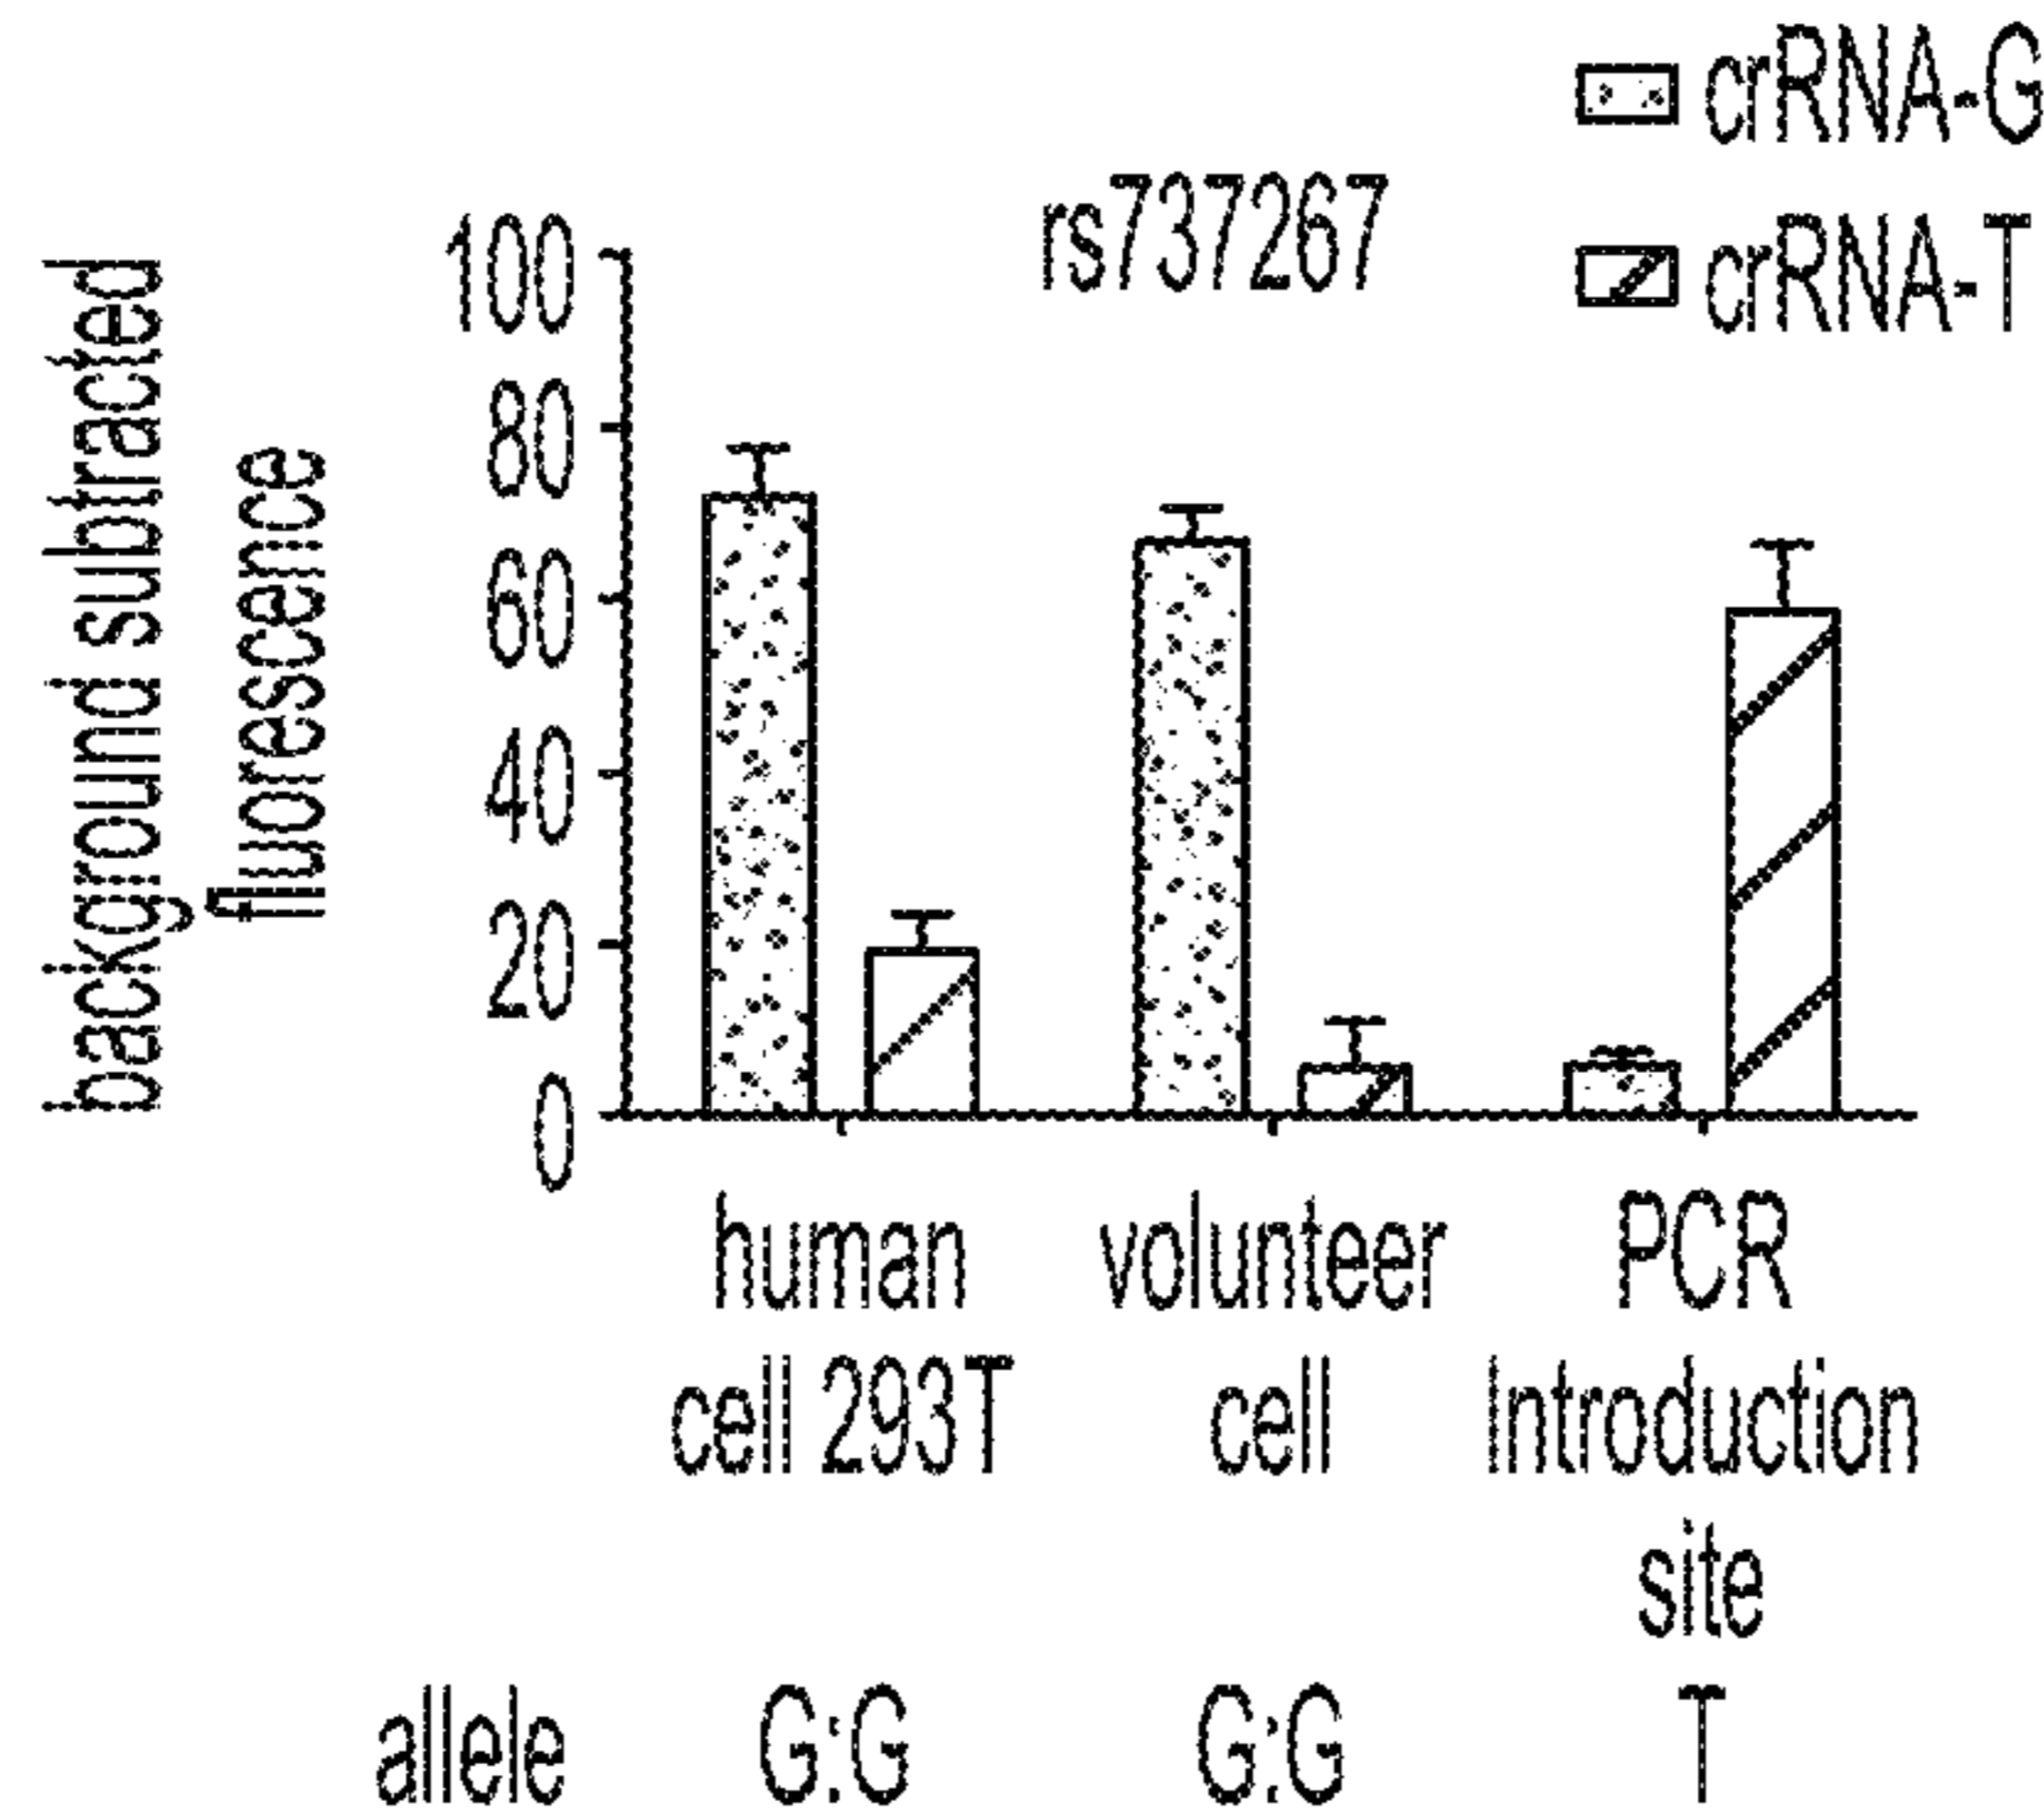 crRNA-G
rs737267
crRNA-T
background subtracted
fluorescence
100
80
60
40
20
0
human
cell 293T
volunteer
cell
PCR
Introduction
site
allele G:G G:G T